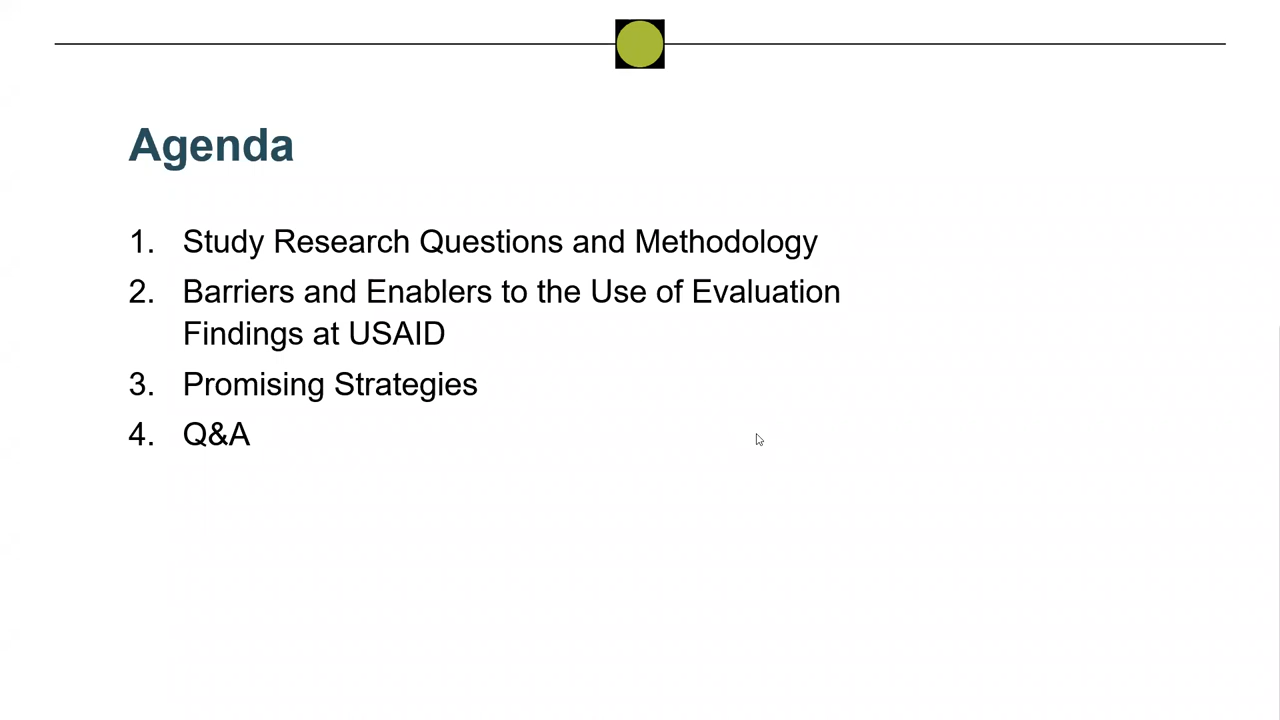 Agenda
1. Study Research Questions and Methodology
2. Barriers and Enablers to the Use of Evaluation
Findings at USAID
3. Promising Strategies
4. Q&A